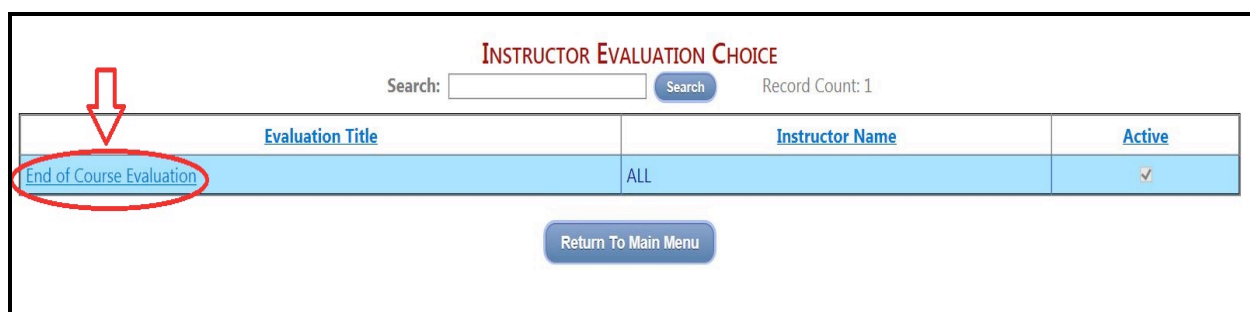 INSTRUCTOR EVALUATION CHOICE
Search: Search Record Count: 1
Evaluation Title Instructor Name Active
End of Course Evaluation ALL
Return To Main Menu